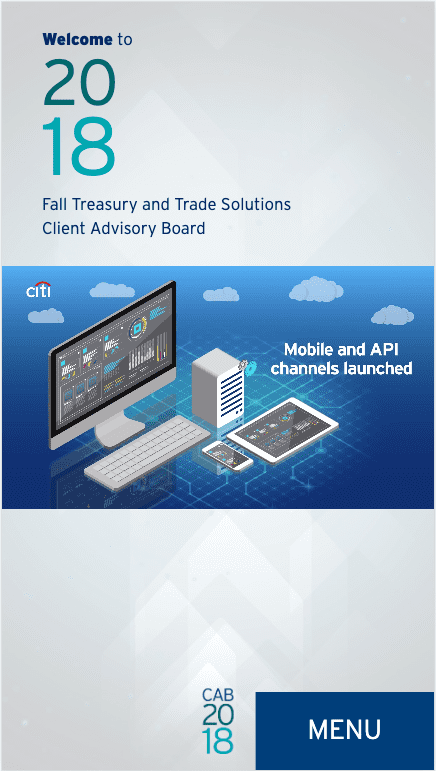 Welcome to
20
18
Fall Treasury and Trade Solutions
Client Advisory Board
citi
Mobile and API
channels launched
CAB
20
18
MENU